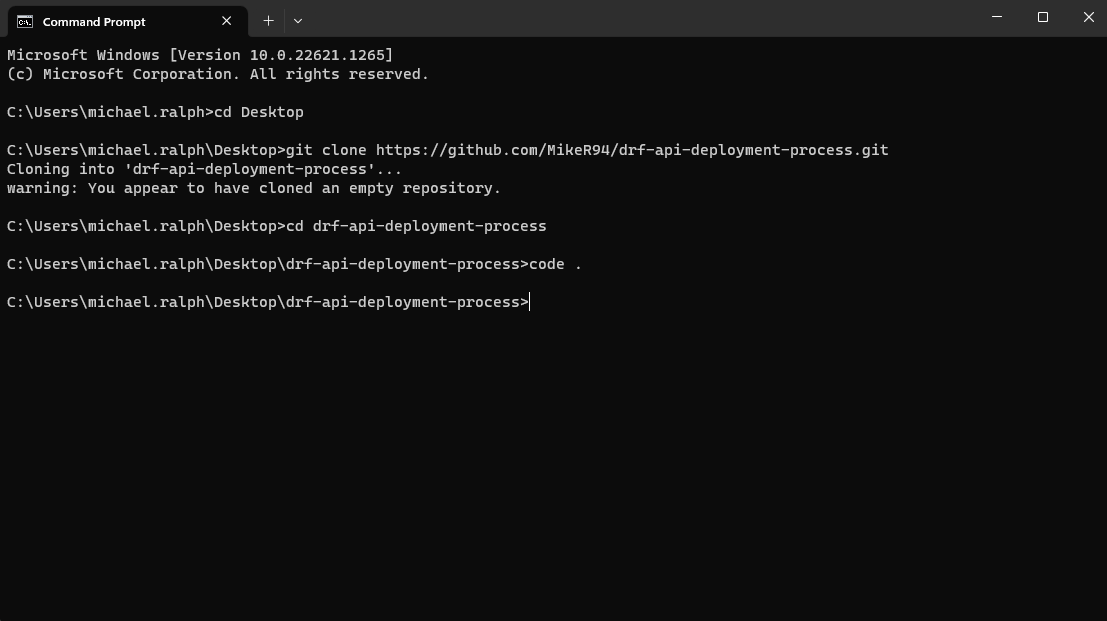 Command Prompt
Microsoft Windows [Version 10.0.22621.1265]
(c) Microsoft Corporation. All rights reserved.
C:\Users\michael.ralph>cd Desktop
C:\Users\michael.ralph\Desktop>git clone https://github.com/MikeR94/drf-api-deployment-process.git
Cloning into 'drf-api-deployment-process'...
warning: You appear to have cloned an empty repository.
C:\Users\michael.ralph\Desktop>cd drf-api-deployment-process
C:\Users\michael.ralph\Desktop\drf-api-deployment-process>code .
C:\Users\michael.ralph\Desktop\drf-api-deployment-process>